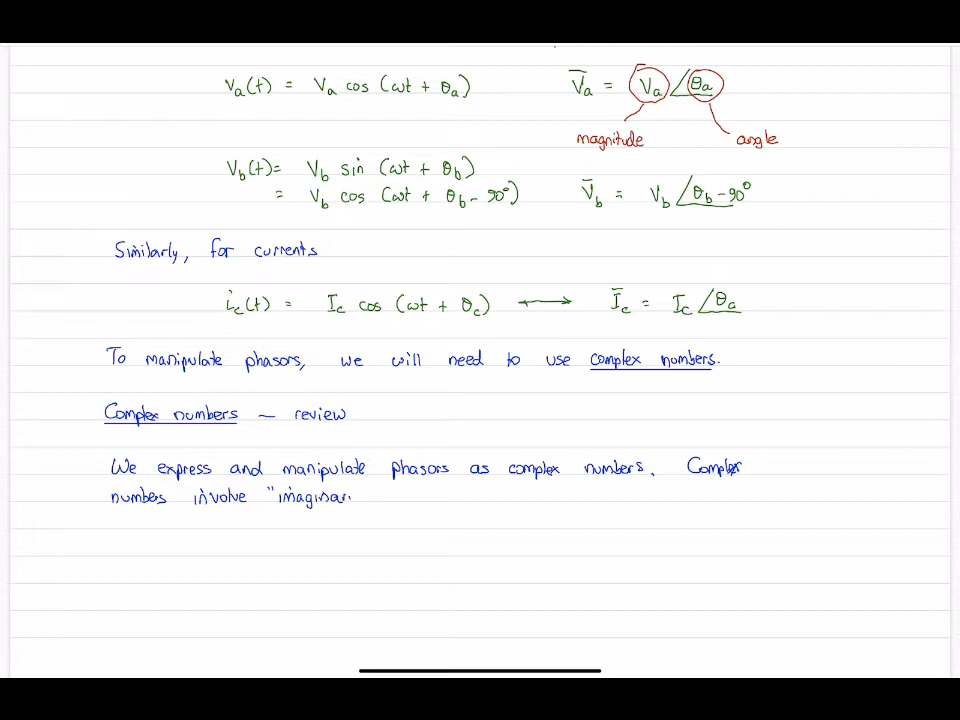 va(t) = Va cos (ωt + θa) V̄a = V̄a ∠θa
magnitude angle
Vb(t)= Vb sin (ωt + θb)
= Vb cos (ωt + θb - 90°) V̄b = Vb ∠θb - 90°
Similarly, for currents
ic(t) = Ic cos (ωt + θc) ⟷ Īc = Ic ∠θa
To manipulate phasors, we will need to use complex numbers.
Complex numbers – review
We express and manipulate phasors as complex numbers. Complex
numbers involve "imaginar